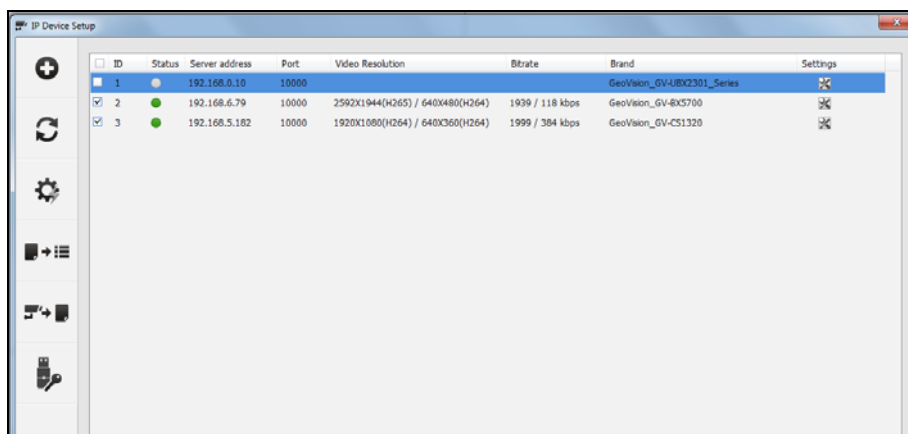 IP Device Setup
ID Status Server address Port Video Resolution Bitrate Brand Settings
1 192.168.0.10 10000 GeoVision_GV-UBX2301_Series
2 192.168.6.79 10000 2592X1944(H265) / 640X480(H264) 1939 / 118 kbps GeoVision_GV-BX5700
3 192.168.5.182 10000 1920X1080(H264) / 640X360(H264) 1999 / 384 kbps GeoVision_GV-CS1320